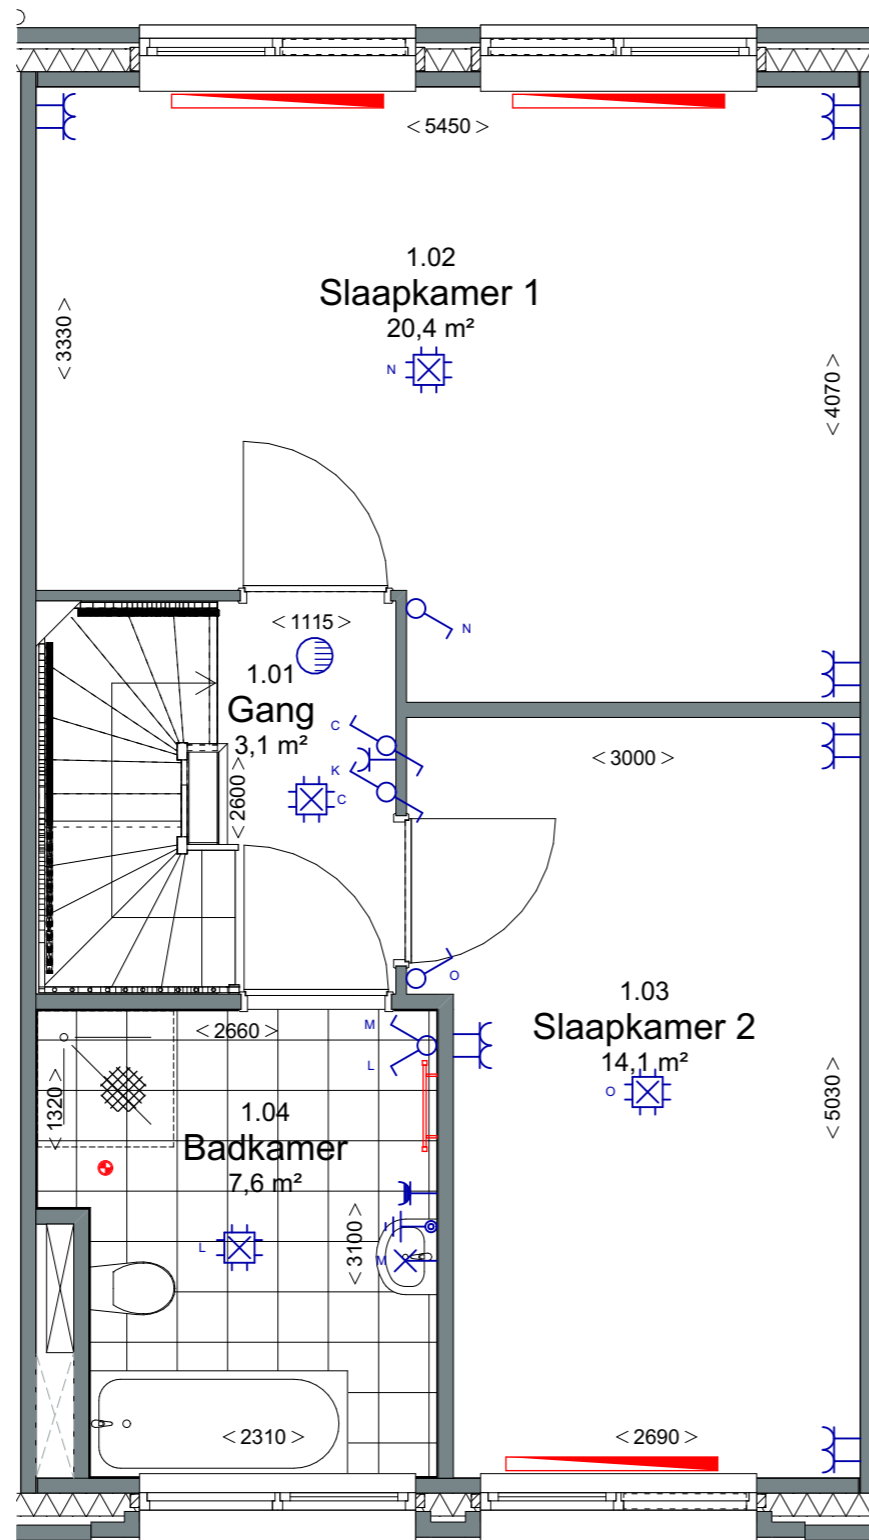 < 5450 >
1.02
Slaapkamer 1
20,4 m²
< 3330 >
N
< 4070 >
< 1115 >
N
1.01
Gang
3,1 m²
C
K
C
< 2600 >
< 3000 >
O
1.03
Slaapkamer 2
14,1 m²
O
< 5030 >
< 2660 >
M
L
< 1320 >
1.04
Badkamer
7,6 m²
L
< 3100 >
M
< 2310 >
< 2690 >